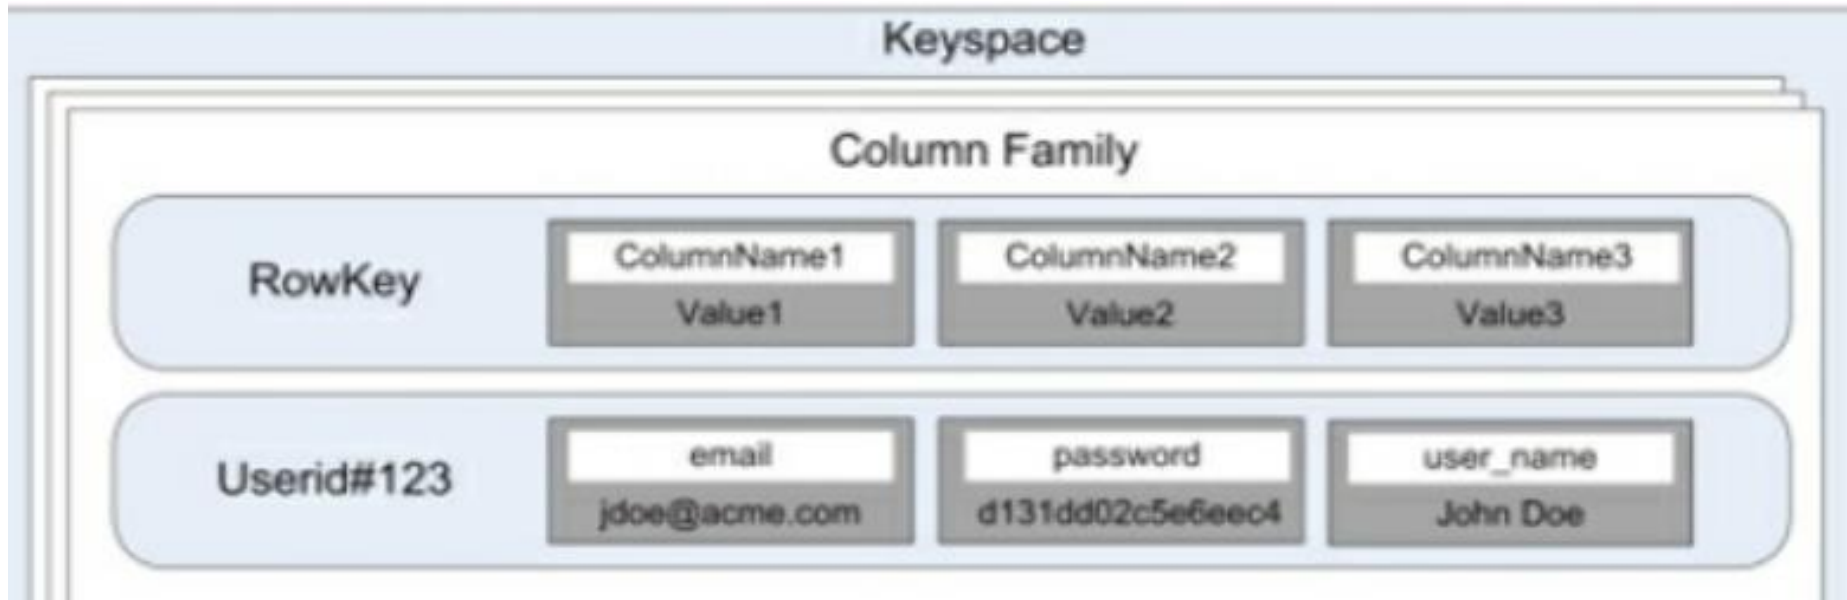 Keyspace
Column Family
RowKey
ColumnName1 ColumnName2 ColumnName3
Value1 Value2 Value3
Userid#123
email password user_name
jdoe@acme.com d131dd02c5e6eec4 John Doe